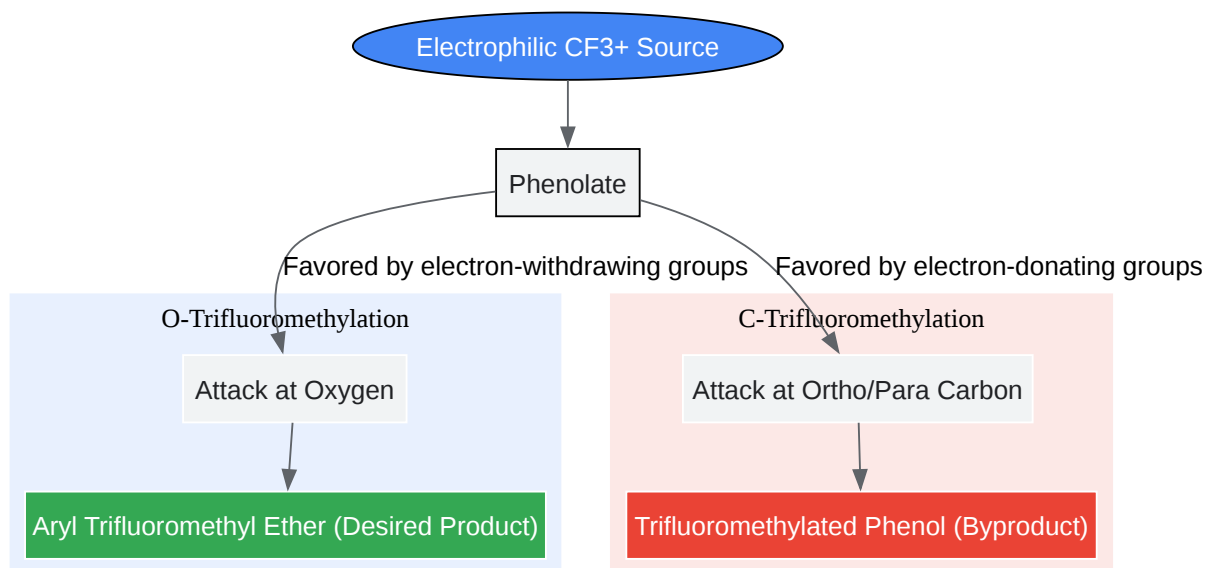 Electrophilic CF3+ Source
Phenolate
Favored by electron-withdrawing groups
Favored by electron-donating groups
O-Trifluoromethylation
C-Trifluoromethylation
Attack at Oxygen
Attack at Ortho/Para Carbon
Aryl Trifluoromethyl Ether (Desired Product)
Trifluoromethylated Phenol (Byproduct)